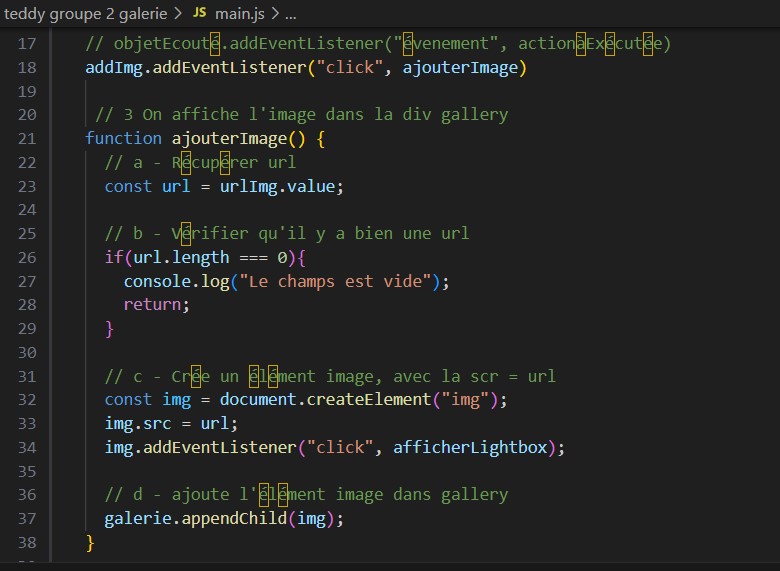 teddy groupe 2 galerie > JS main.js > ...
17 // objetEcouté.addEventListener("évenement", actionàExécutée)
18 addImg.addEventListener("click", ajouterImage)
19
20 // 3 On affiche l'image dans la div gallery
21 function ajouterImage() {
22 // a - Récupérer url
23 const url = urlImg.value;
24
25 // b - Vérifier qu'il y a bien une url
26 if(url.length === 0){
27 console.log("Le champs est vide");
28 return;
29 }
30
31 // c - Crée un élément image, avec la scr = url
32 const img = document.createElement("img");
33 img.src = url;
34 img.addEventListener("click", afficherLightbox);
35
36 // d - ajoute l'élément image dans gallery
37 galerie.appendChild(img);
38 }